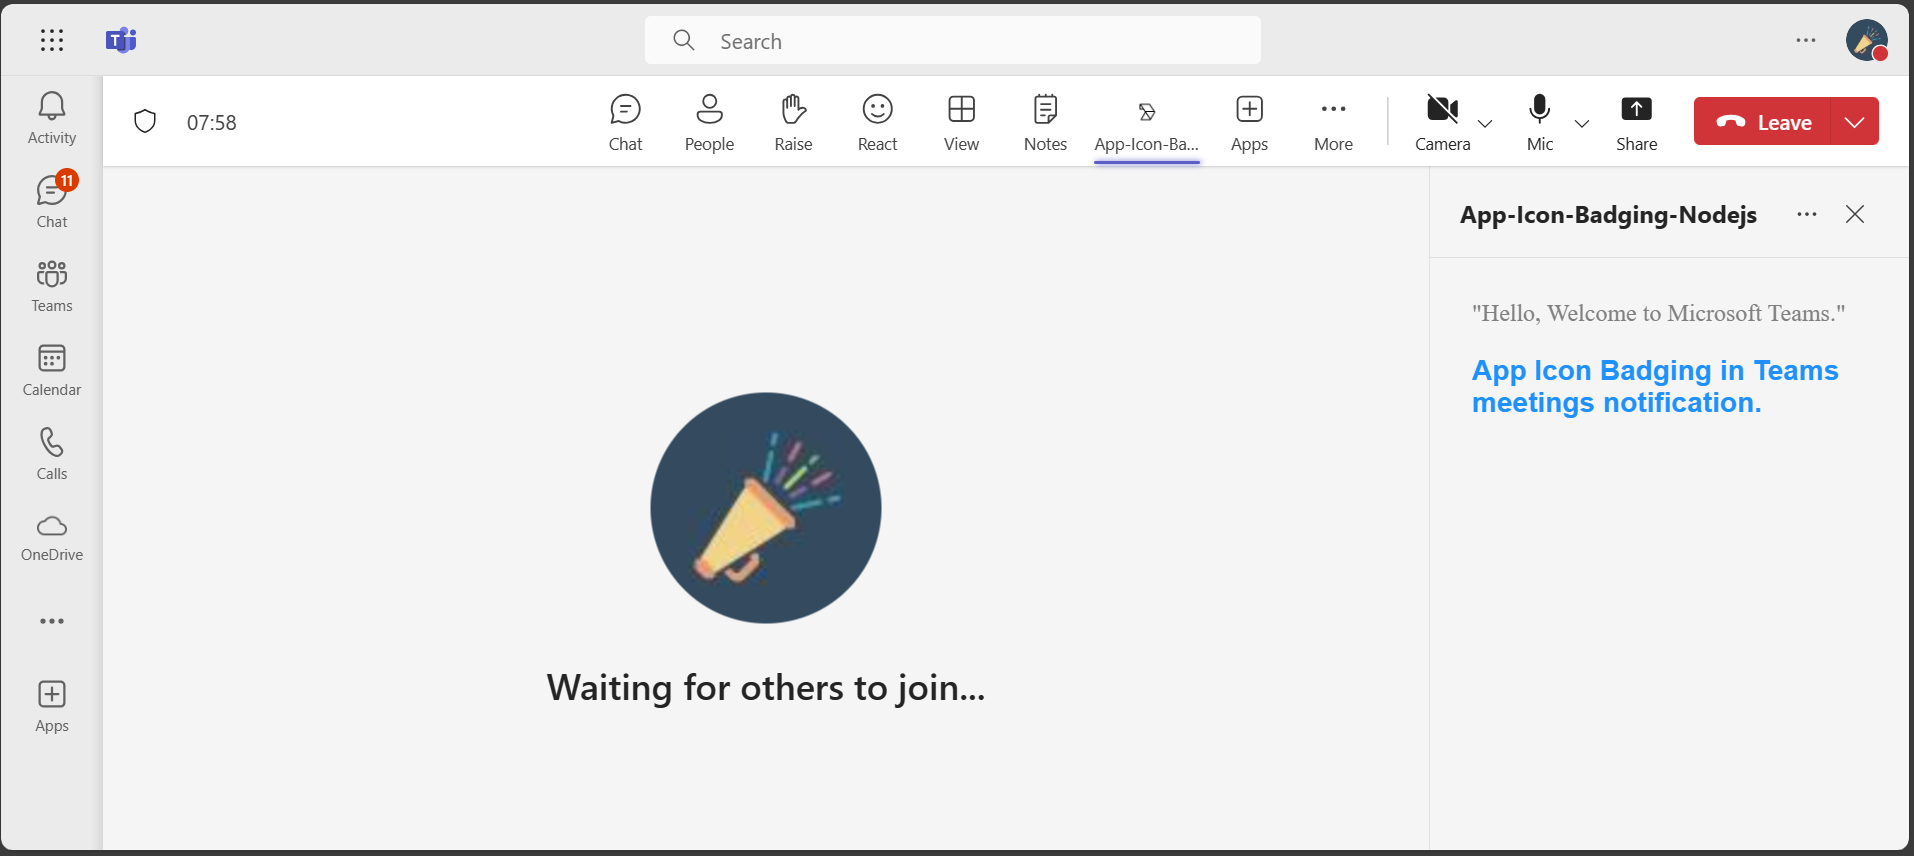 Search
Activity
11
Chat
Teams
Calendar
Calls
OneDrive
Apps
07:58
Chat
People
Raise
React
View
Notes
App-Icon-Ba...
Apps
More
Camera
Mic
Share
Leave
Waiting for others to join...
App-Icon-Badging-Nodejs
"Hello, Welcome to Microsoft Teams."
App Icon Badging in Teams
meetings notification.